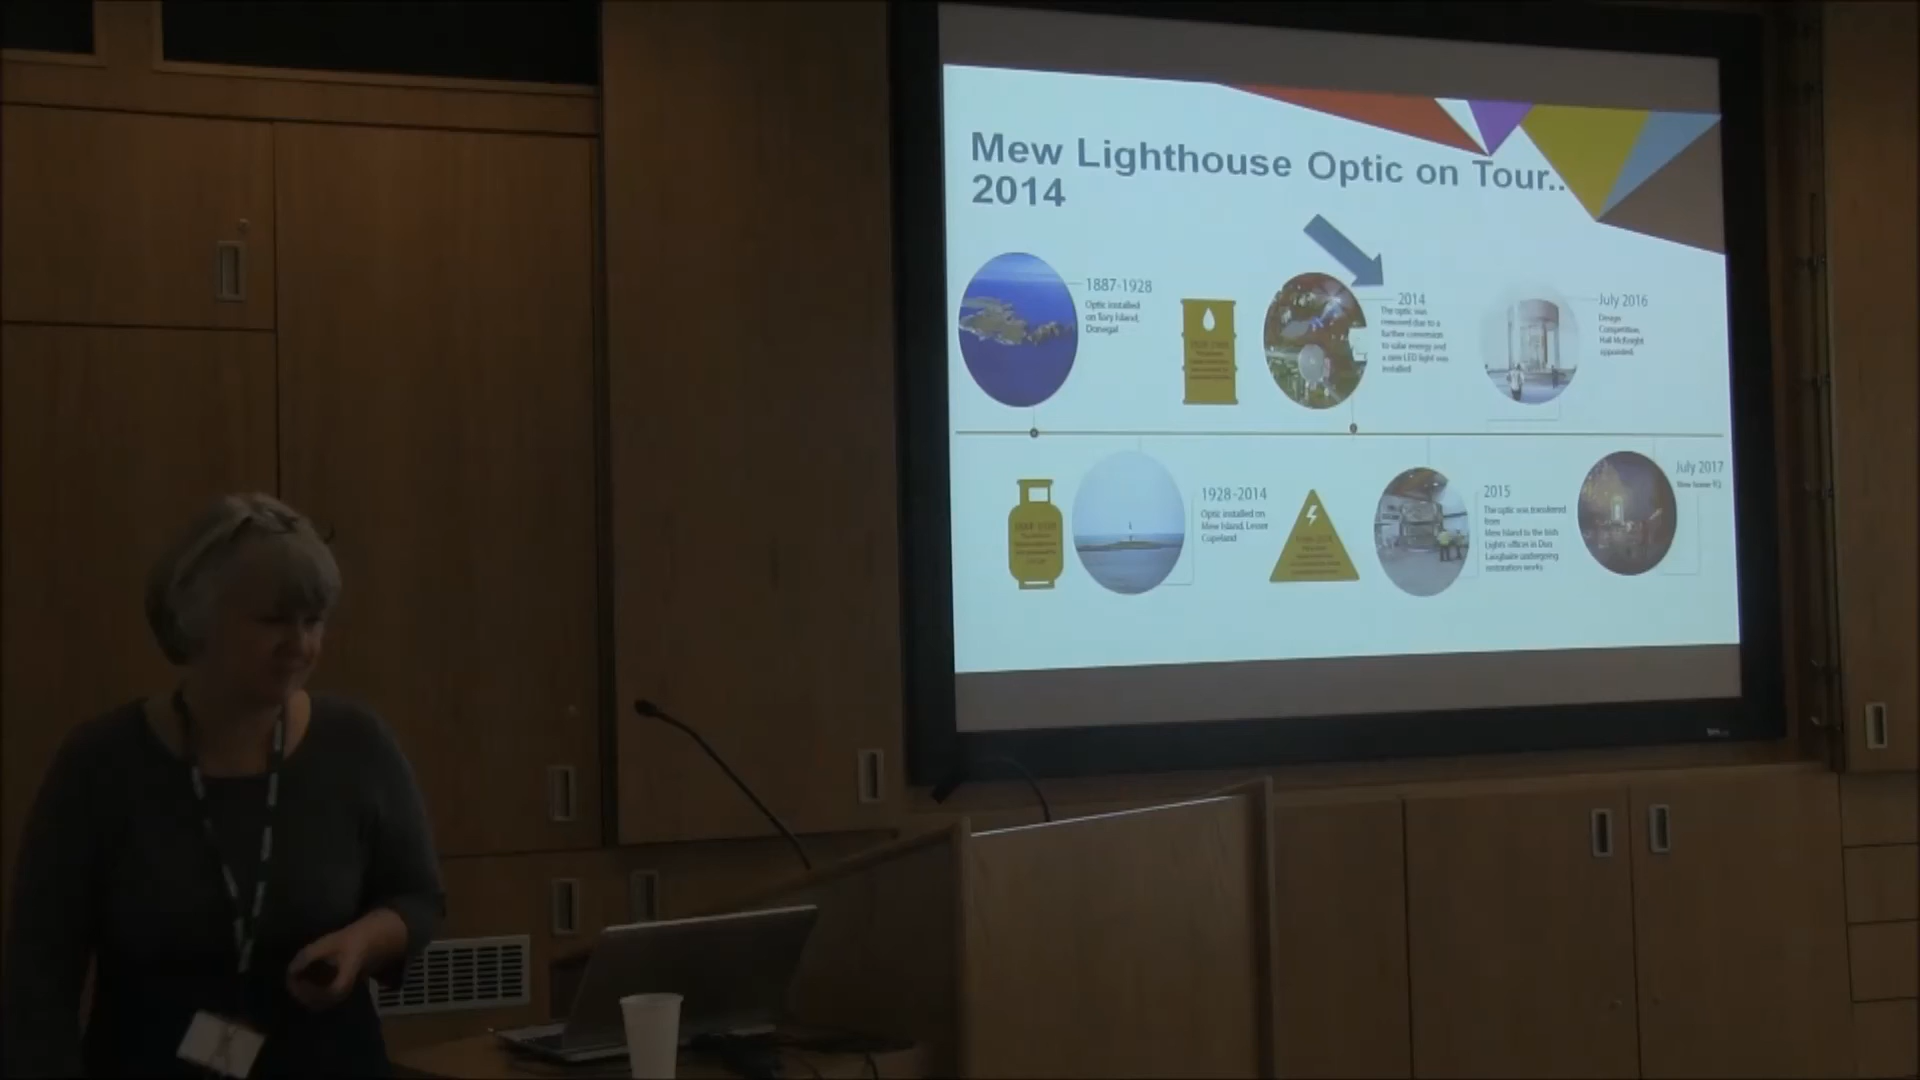 Mew Lighthouse Optic on Tour..
2014
1887-1928
Optic installed
on Tory Island,
Donegal
2014
The optic was
removed due to a
further conversion
to solar energy and
a new LED light was
installed
July 2016
Design
Competition,
Hall McKnight
appointed
1928-2014
Optic installed on
Mew Island, Lesser
Copeland
2015
The optic was transferred
from
Mew Island to the Irish
Lights offices in Dun
Laoghaire undergoing
restoration works
July 2017